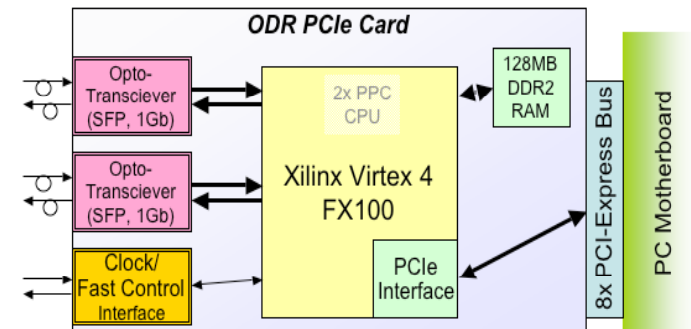 ODR PCIe Card
Opto-
Transciever
(SFP, 1Gb)
2x PPC
CPU
128MB
DDR2
RAM
Opto-
Transciever
(SFP, 1Gb)
Xilinx Virtex 4
FX100
Clock/
Fast Control
Interface
PCIe
Interface
8x PCI-Express Bus
PC Motherboard